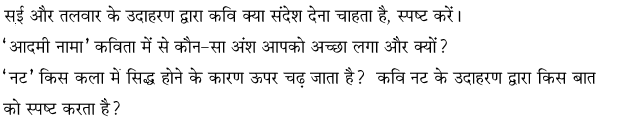 सई और तलवार के उदाहरण द्वारा कवि क्या संदेश देना चाहता है, स्पष्ट करें।
‘आदमी नामा’ कविता में से कौन-सा अंश आपको अच्छा लगा और क्यों?
‘नट’ किस कला में सिद्ध होने के कारण ऊपर चढ़ जाता है? कवि नट के उदाहरण द्वारा किस बात
को स्पष्ट करता है?